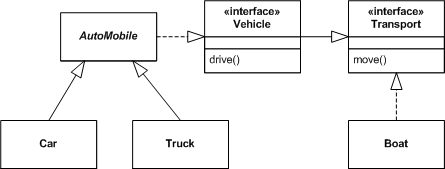 «interface»
Vehicle
drive()
«interface»
Transport
move()
AutoMobile
Car
Truck
Boat